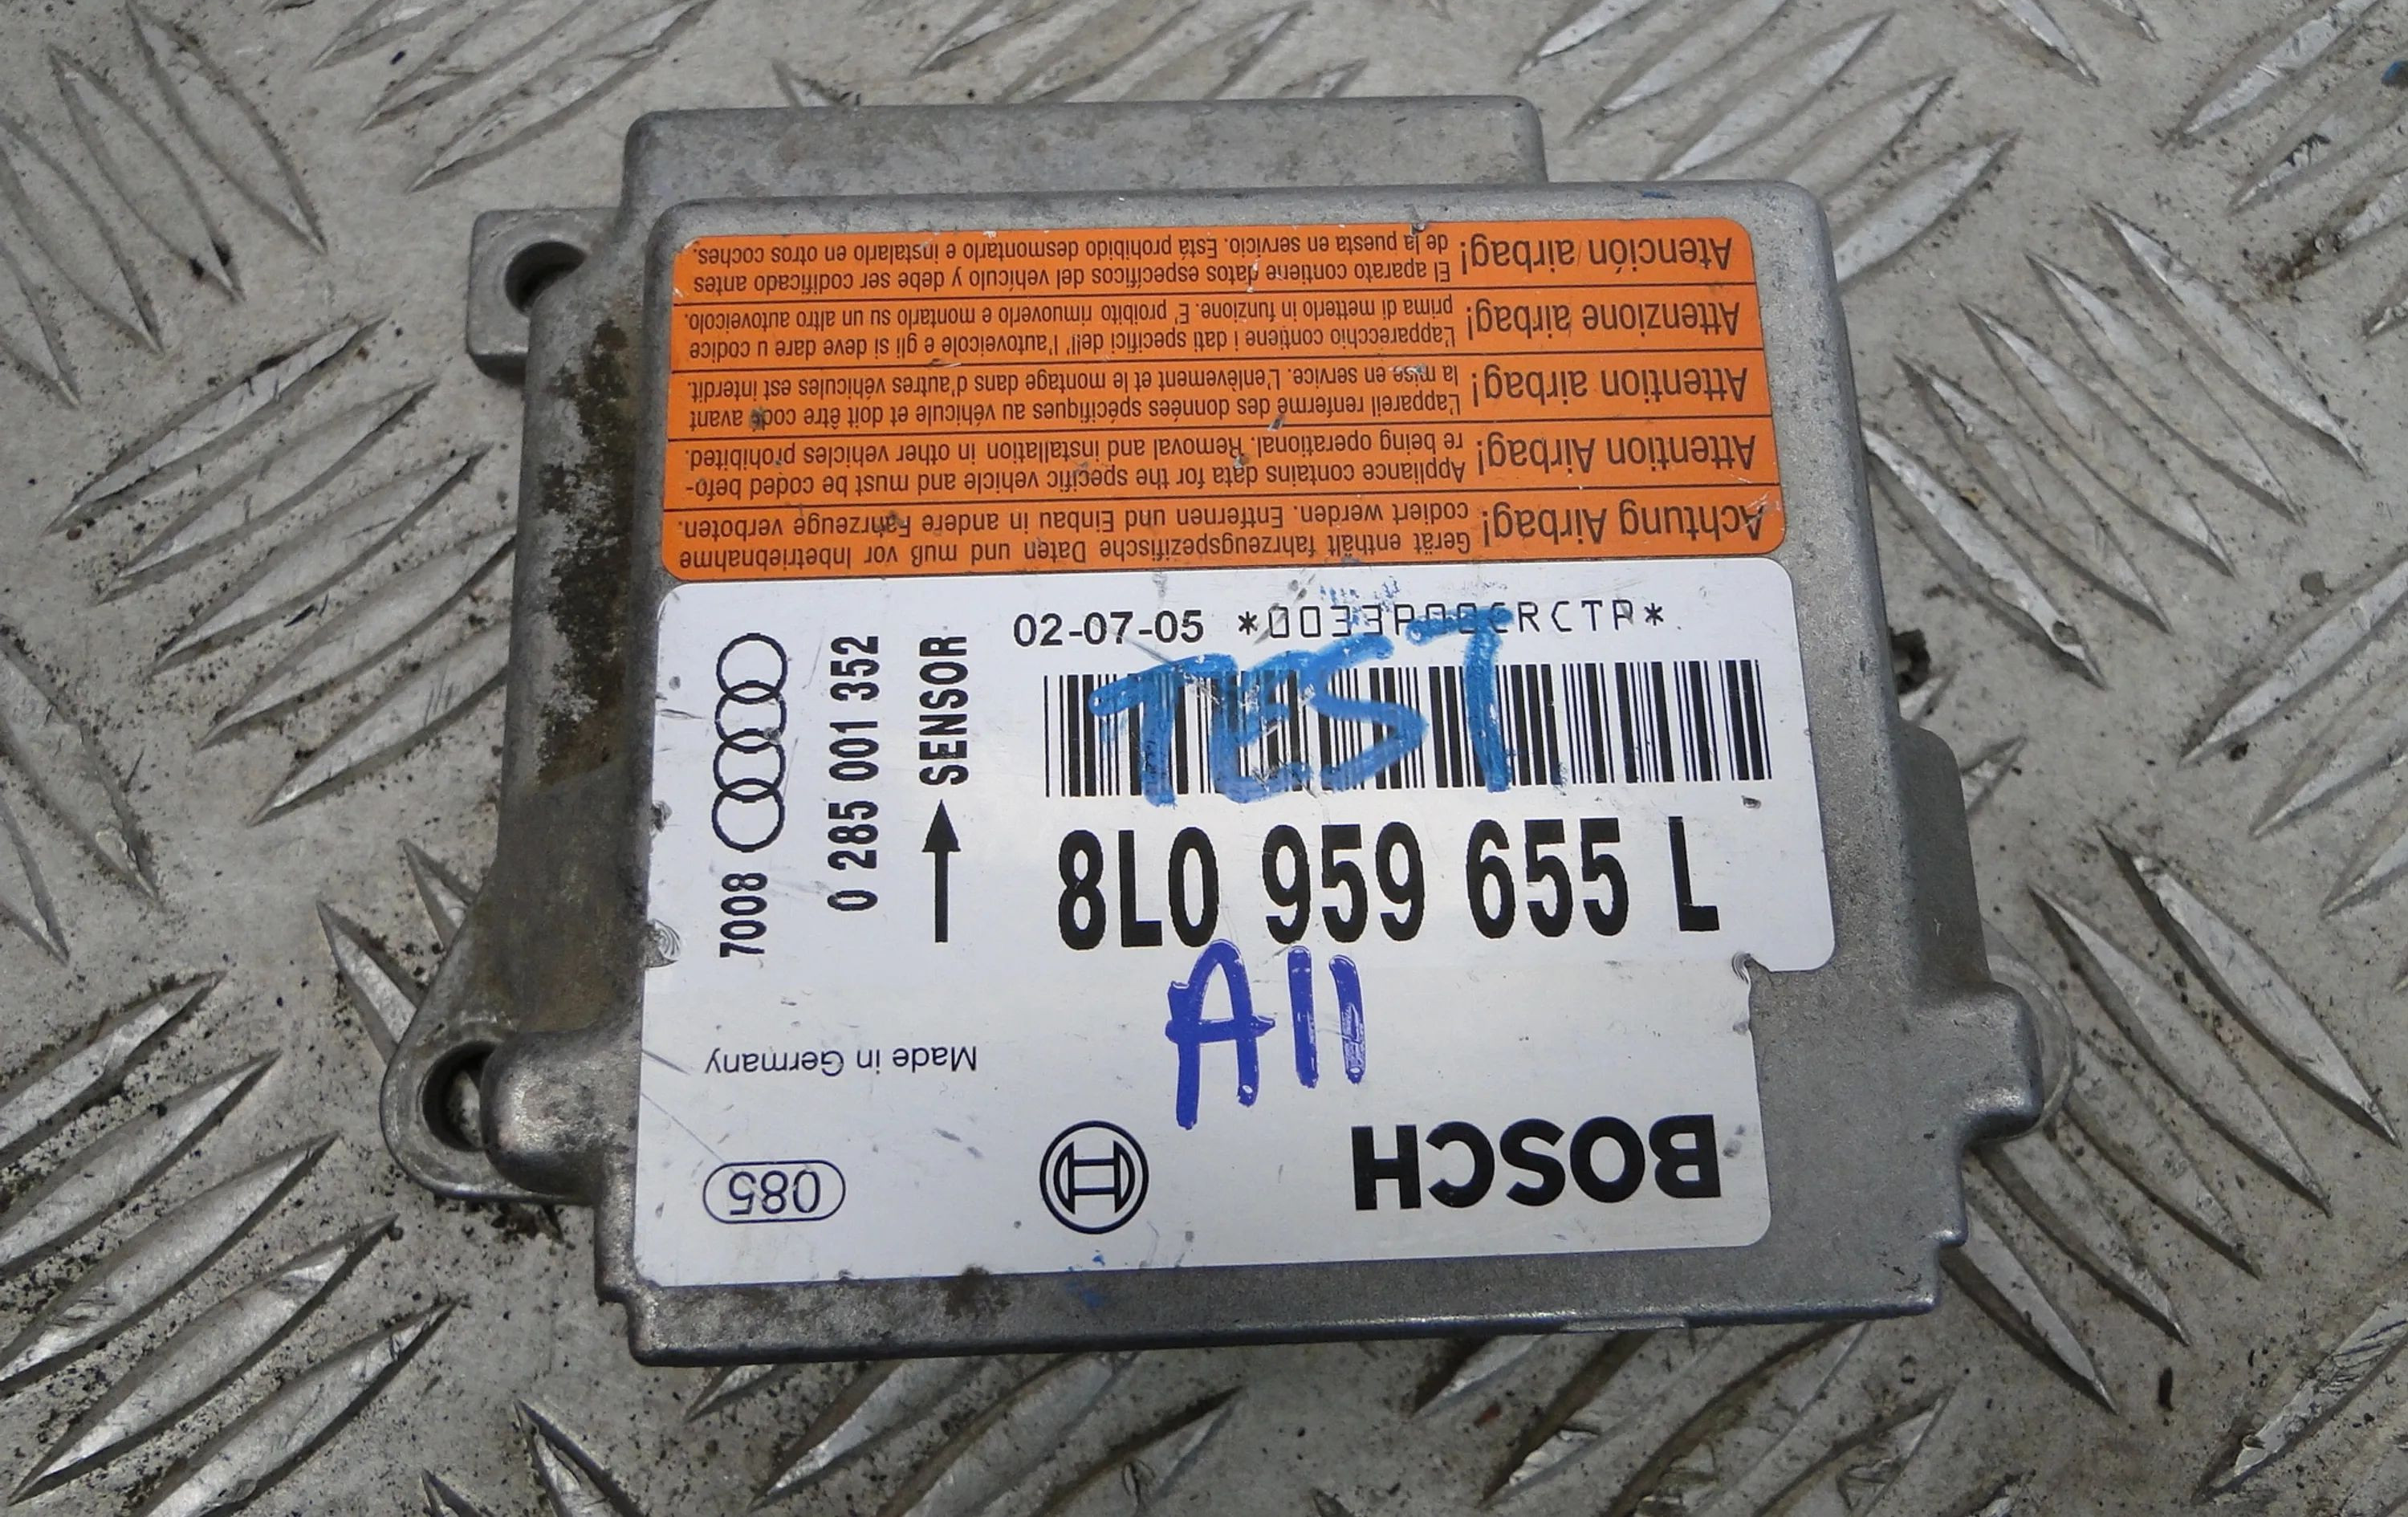 Achtung Airbag!
Gerät enthält fahrzeugspezifische Daten und muß vor Inbetriebnahme
codiert werden. Entfernen und Einbau in andere Fahrzeuge verboten.
Attention Airbag!
Appliance contains data for the specific vehicle and must be coded befo-
re being operational. Removal and installation in other vehicles prohibited.
Attention airbag!
L'appareil renferme des données spécifiques au véhicule et doit être codé avant
la mise en service. L'enlèvement et le montage dans d'autres véhicules est interdit.
Attenzione airbag!
L'apparecchio contiene i dati specifici dell' l'autoveicole e gli si deve dare u codice
prima di metterlo in funzione. E' proibito rimuoverlo e montarlo su un altro autoveicolo.
Atención airbag!
El aparato contiene datos específicos del vehículo y debe ser codificado antes
de la puesta en servicio. Está prohibido desmontarlo e instalarlo en otros coches.
02-07-05
TEST
8L0 959 655 L
A11
SENSOR
0 285 001 352
7008
Made in Germany
BOSCH
085